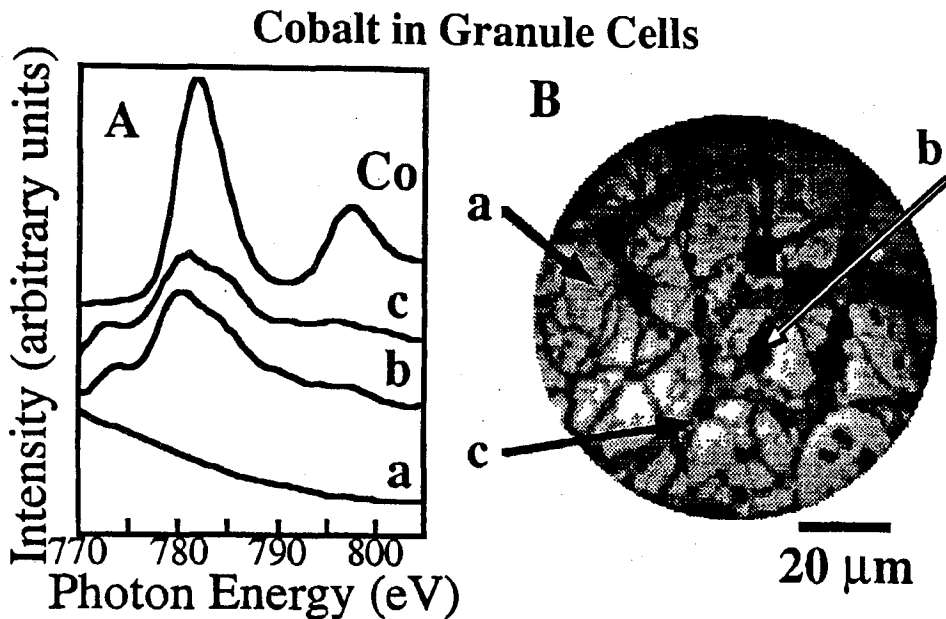 Cobalt in Granule Cells
Intensity (arbitrary units)
A
Co
c
b
a
770 780 790 800
Photon Energy (eV)
B
b
a
c
20 μm